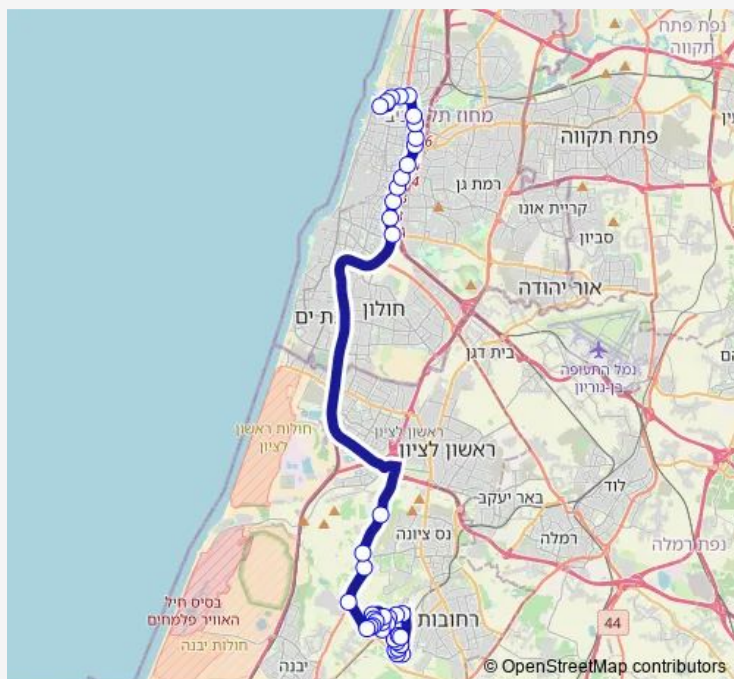 נפת פתח
תקווה
מחוז תל
יב
פתח תקווה
רמת גן
קריית אונו
סביון
אור יהודה
חולון
ת ים
בית דגן
נמל התעופה
בן-גוריון
חולות ראשון
לציון
ראשון לציון
ראשון לציון
לוד
באר יעקב
נס ציונה
רמלה
נפת רמלה
בסיס חיל
האוויר פלמחים
רחובות
44
חולות יבנה
יבנה
© OpenStreetMap contributors